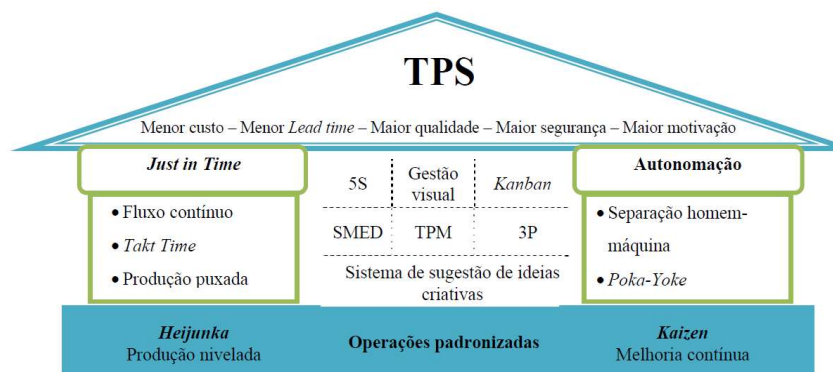 TPS
Menor custo – Menor Lead time – Maior qualidade – Maior segurança – Maior motivação
Just in Time
• Fluxo contínuo
• Takt Time
• Produção puxada
5S
Gestão
visual
Kanban
SMED
TPM
3P
Sistema de sugestão de ideias
criativas
Autonomação
• Separação homem-
máquina
• Poka-Yoke
Heijunka
Produção nivelada
Operações padronizadas
Kaizen
Melhoria contínua